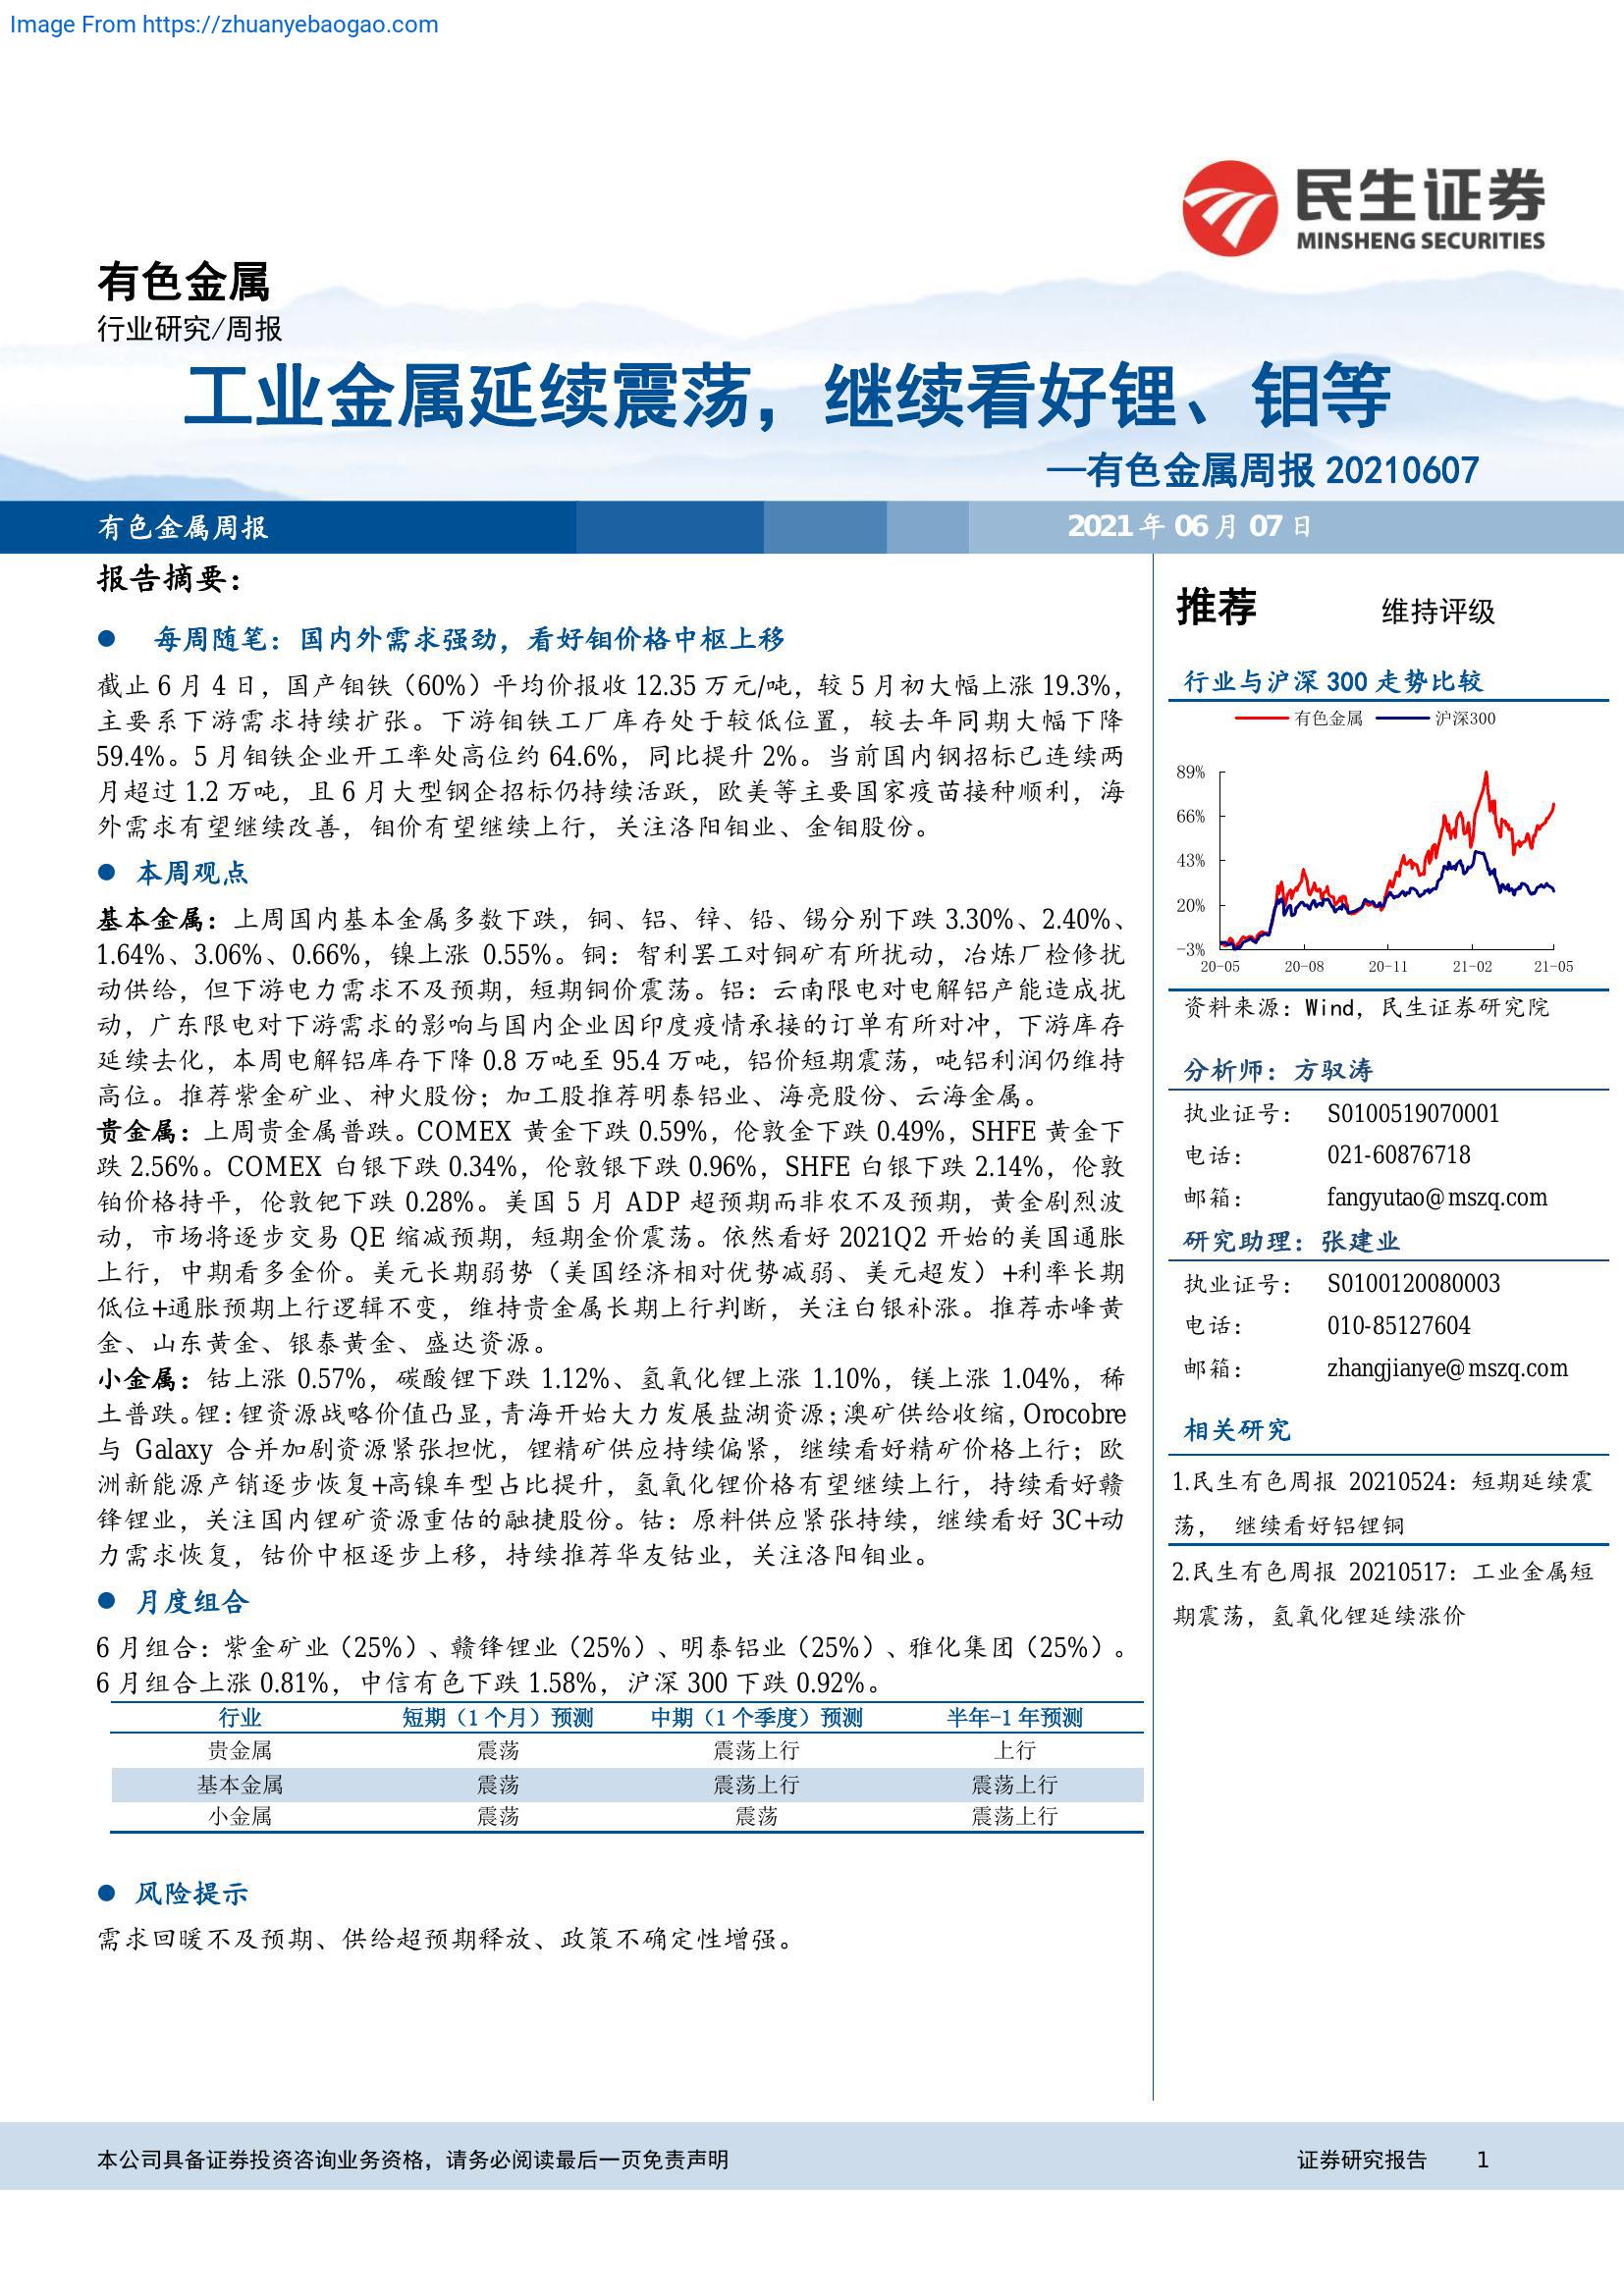 Image From https://zhuanyebaogao.com
民生证券
MINSHENG SECURITIES
有色金属
行业研究/周报
工业金属延续震荡，继续看好锂、钼等
—有色金属周报 20210607
有色金属周报
2021 年 06 月 07 日
报告摘要：
● 每周随笔：国内外需求强劲，看好钼价格中枢上移
截止 6 月 4 日，国产钼铁（60%）平均价报收 12.35 万元/吨，较 5 月初大幅上涨 19.3%，
主要系下游需求持续扩张。下游钼铁工厂库存处于较低位置，较去年同期大幅下降
59.4%。5 月钼铁企业开工率处高位约 64.6%，同比提升 2%。当前国内钢招标已连续两
月超过 1.2 万吨，且 6 月大型钢企招标仍持续活跃，欧美等主要国家疫苗接种顺利，海
外需求有望继续改善，钼价有望继续上行，关注洛阳钼业、金钼股份。
● 本周观点
基本金属：上周国内基本金属多数下跌，铜、铝、锌、铅、锡分别下跌 3.30%、2.40%、
1.64%、3.06%、0.66%，镍上涨 0.55%。铜：智利罢工对铜矿有所扰动，冶炼厂检修扰
动供给，但下游电力需求不及预期，短期铜价震荡。铝：云南限电对电解铝产能造成扰
动，广东限电对下游需求的影响与国内企业因印度疫情承接的订单有所对冲，下游库存
延续去化，本周电解铝库存下降 0.8 万吨至 95.4 万吨，铝价短期震荡，吨铝利润仍维持
高位。推荐紫金矿业、神火股份；加工股推荐明泰铝业、海亮股份、云海金属。
贵金属：上周贵金属普跌。COMEX 黄金下跌 0.59%，伦敦金下跌 0.49%，SHFE 黄金下
跌 2.56%。COMEX 白银下跌 0.34%，伦敦银下跌 0.96%，SHFE 白银下跌 2.14%，伦敦
铂价格持平，伦敦钯下跌 0.28%。美国 5 月 ADP 超预期而非农不及预期，黄金剧烈波
动，市场将逐步交易 QE 缩减预期，短期金价震荡。依然看好 2021Q2 开始的美国通胀
上行，中期看多金价。美元长期弱势（美国经济相对优势减弱、美元超发）+利率长期
低位+通胀预期上行逻辑不变，维持贵金属长期上行判断，关注白银补涨。推荐赤峰黄
金、山东黄金、银泰黄金、盛达资源。
小金属：钴上涨 0.57%，碳酸锂下跌 1.12%、氢氧化锂上涨 1.10%，镁上涨 1.04%，稀
土普跌。锂：锂资源战略价值凸显，青海开始大力发展盐湖资源；澳矿供给收缩，Orocobre
与 Galaxy 合并加剧资源紧张担忧，锂精矿供应持续偏紧，继续看好精矿价格上行；欧
洲新能源产销逐步恢复+高镍车型占比提升，氢氧化锂价格有望继续上行，持续看好赣
锋锂业，关注国内锂矿资源重估的融捷股份。钴：原料供应紧张持续，继续看好 3C+动
力需求恢复，钴价中枢逐步上移，持续推荐华友钴业，关注洛阳钼业。
● 月度组合
6 月组合：紫金矿业（25%）、赣锋锂业（25%）、明泰铝业（25%）、雅化集团（25%）。
6 月组合上涨 0.81%，中信有色下跌 1.58%，沪深 300 下跌 0.92%。
行业 短期（1 个月）预测 中期（1 个季度）预测 半年-1 年预测
贵金属 震荡 震荡上行 上行
基本金属 震荡 震荡上行 震荡上行
小金属 震荡 震荡 震荡上行
● 风险提示
需求回暖不及预期、供给超预期释放、政策不确定性增强。
推荐 维持评级
行业与沪深 300 走势比较
有色金属 沪深300
89%
66%
43%
20%
-3%
20-05 20-08 20-11 21-02 21-05
资料来源：Wind，民生证券研究院
分析师：方驭涛
执业证号： S0100519070001
电话： 021-60876718
邮箱： fangyutao@mszq.com
研究助理：张建业
执业证号： S0100120080003
电话： 010-85127604
邮箱： zhangjianye@mszq.com
相关研究
1.民生有色周报 20210524：短期延续震
荡， 继续看好铝锂铜
2.民生有色周报 20210517：工业金属短
期震荡，氢氧化锂延续涨价
本公司具备证券投资咨询业务资格，请务必阅读最后一页免责声明
证券研究报告 1